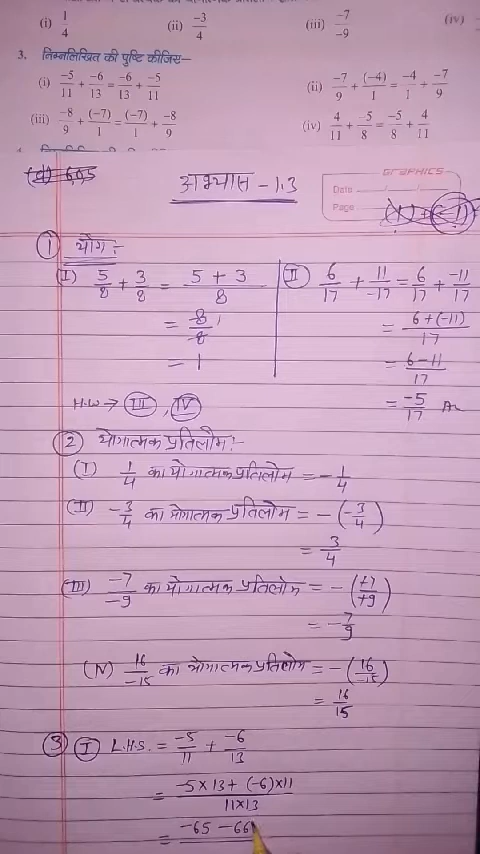 (i) 1/4 (ii) -3/4 (iii) -7/-9 (iv)
3. निम्नलिखित की पुष्टि कीजिए—
(i) -5/11 + -6/13 = -6/13 + -5/11 (ii) -7/9 + (-4)/1 = -4/1 + -7/9
(iii) -8/9 + (-7)/1 = (-7)/1 + -8/9 (iv) 4/11 + -5/8 = -5/8 + 4/11
अभ्यास - 1.3
GRAPHICS
Date
Page
① योग :-
(I) 5/8 + 3/8 = 5 + 3/8
= 8/8
= 1
(II) 6/17 + 11/-17 = 6/17 + -11/17
= 6+(-11)/17
= 6-11/17
= -5/17 An
H.W → (III), (IV)
② योगात्मक प्रतिलोम :-
(I) 1/4 का योगात्मक प्रतिलोम = -1/4
(II) -3/4 का योगात्मक प्रतिलोम = -(-3/4)
= 3/4
(III) -7/-9 का योगात्मक प्रतिलोम = -(+7/+9)
= -7/9
(IV) 16/-15 का योगात्मक प्रतिलोम = -(16/-15)
= 16/15
③ (I) L.H.S. = -5/11 + -6/13
= -5×13+(-6)×11/11×13
= -65-66